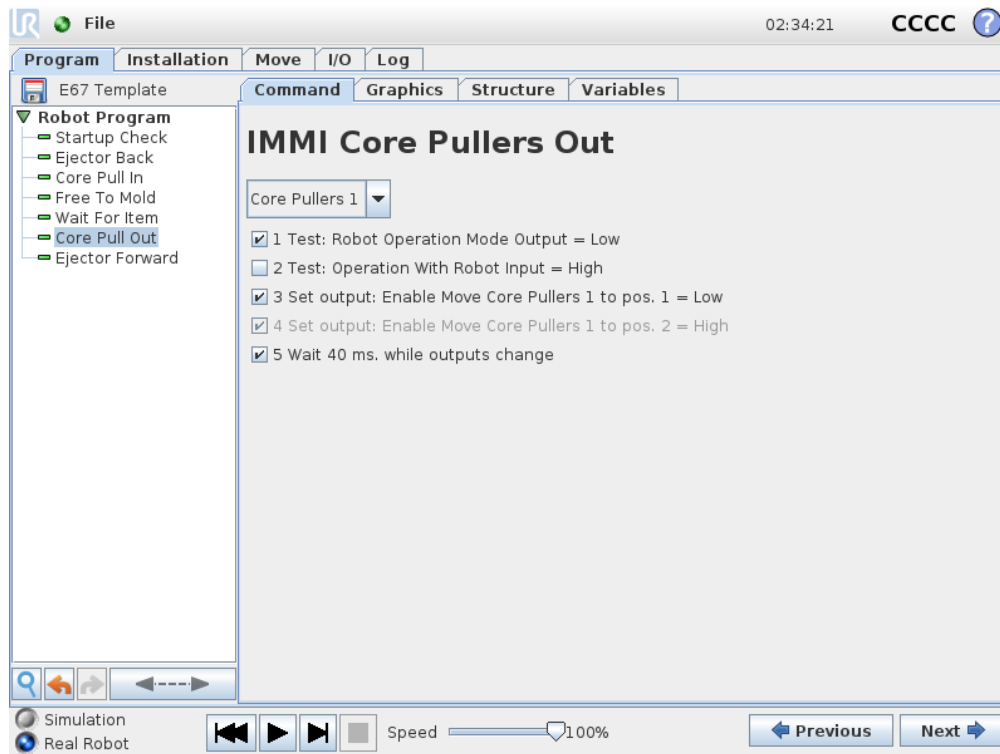 UR File 02:34:21 CCCC ?
Program Installation Move I/O Log
E67 Template
Command Graphics Structure Variables
Robot Program
Startup Check
Ejector Back
Core Pull In
Free To Mold
Wait For Item
Core Pull Out
Ejector Forward
IMMI Core Pullers Out
Core Pullers 1
1 Test: Robot Operation Mode Output = Low
2 Test: Operation With Robot Input = High
3 Set output: Enable Move Core Pullers 1 to pos. 1 = Low
4 Set output: Enable Move Core Pullers 1 to pos. 2 = High
5 Wait 40 ms. while outputs change
Simulation
Real Robot
Speed 100%
Previous Next